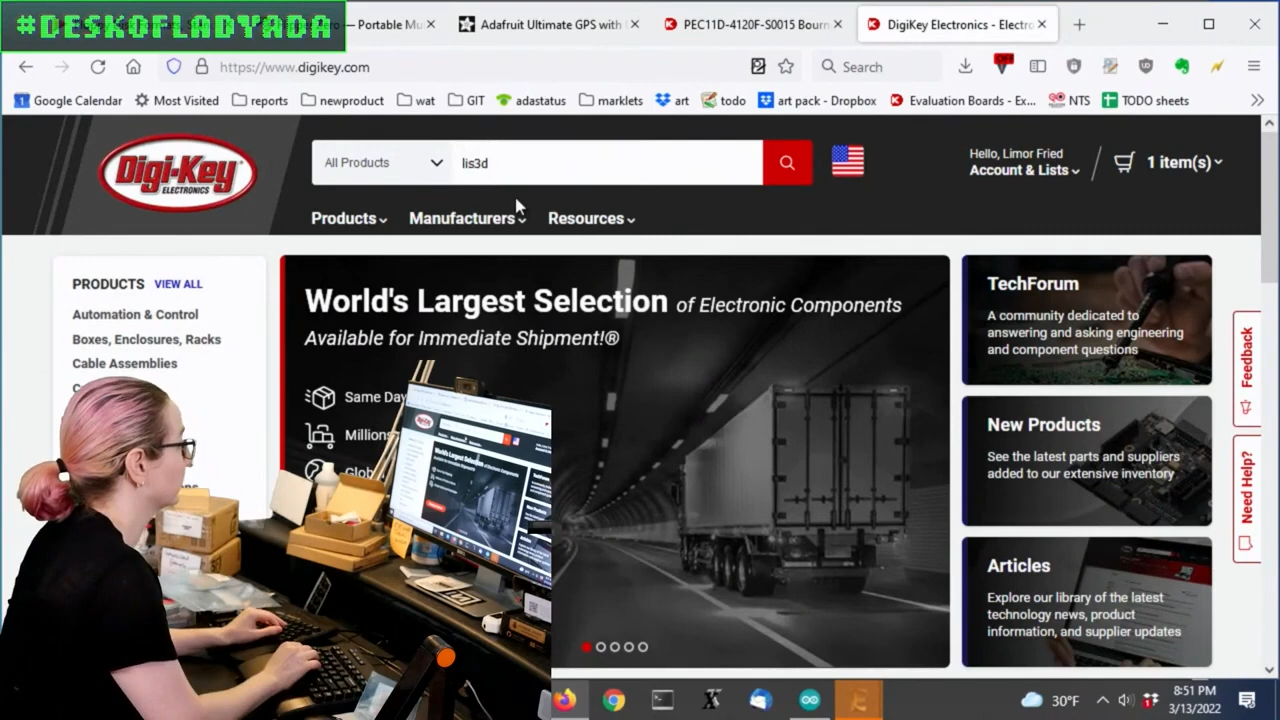 #DESKOFLADYADA
— Portable Mu
Adafruit Ultimate GPS with
PEC11D-4120F-S0015 Bourn
DigiKey Electronics - Electro
https://www.digikey.com
Search
OFF
Google Calendar
Most Visited
reports
newproduct
wat
GIT
adastatus
marklets
art
todo
art pack - Dropbox
Evaluation Boards - Ex...
NTS
TODO sheets
Digi-Key
ELECTRONICS
All Products
lis3d
Hello, Limor Fried
Account & Lists
1 item(s)
Products
Manufacturers
Resources
PRODUCTS VIEW ALL
Automation & Control
Boxes, Enclosures, Racks
Cable Assemblies
World's Largest Selection of Electronic Components
Available for Immediate Shipment!®
Same Day
Millions
Glob
TechForum
A community dedicated to
answering and asking engineering
and component questions
New Products
See the latest parts and suppliers
added to our extensive inventory
Articles
Explore our library of the latest
technology news, product
information, and supplier updates
Feedback
Need Help?
30°F
8:51 PM
3/13/2022